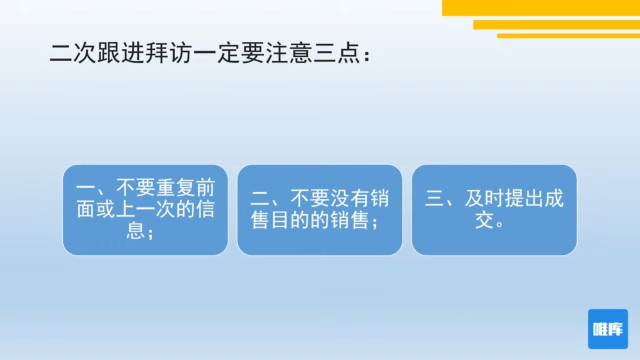 二次跟进拜访一定要注意三点：
一、不要重复前
面或上一次的信
息；
二、不要没有销
售目的的销售；
三、及时提出成
交。
唯库